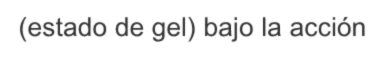 (estado de gel) bajo la acción